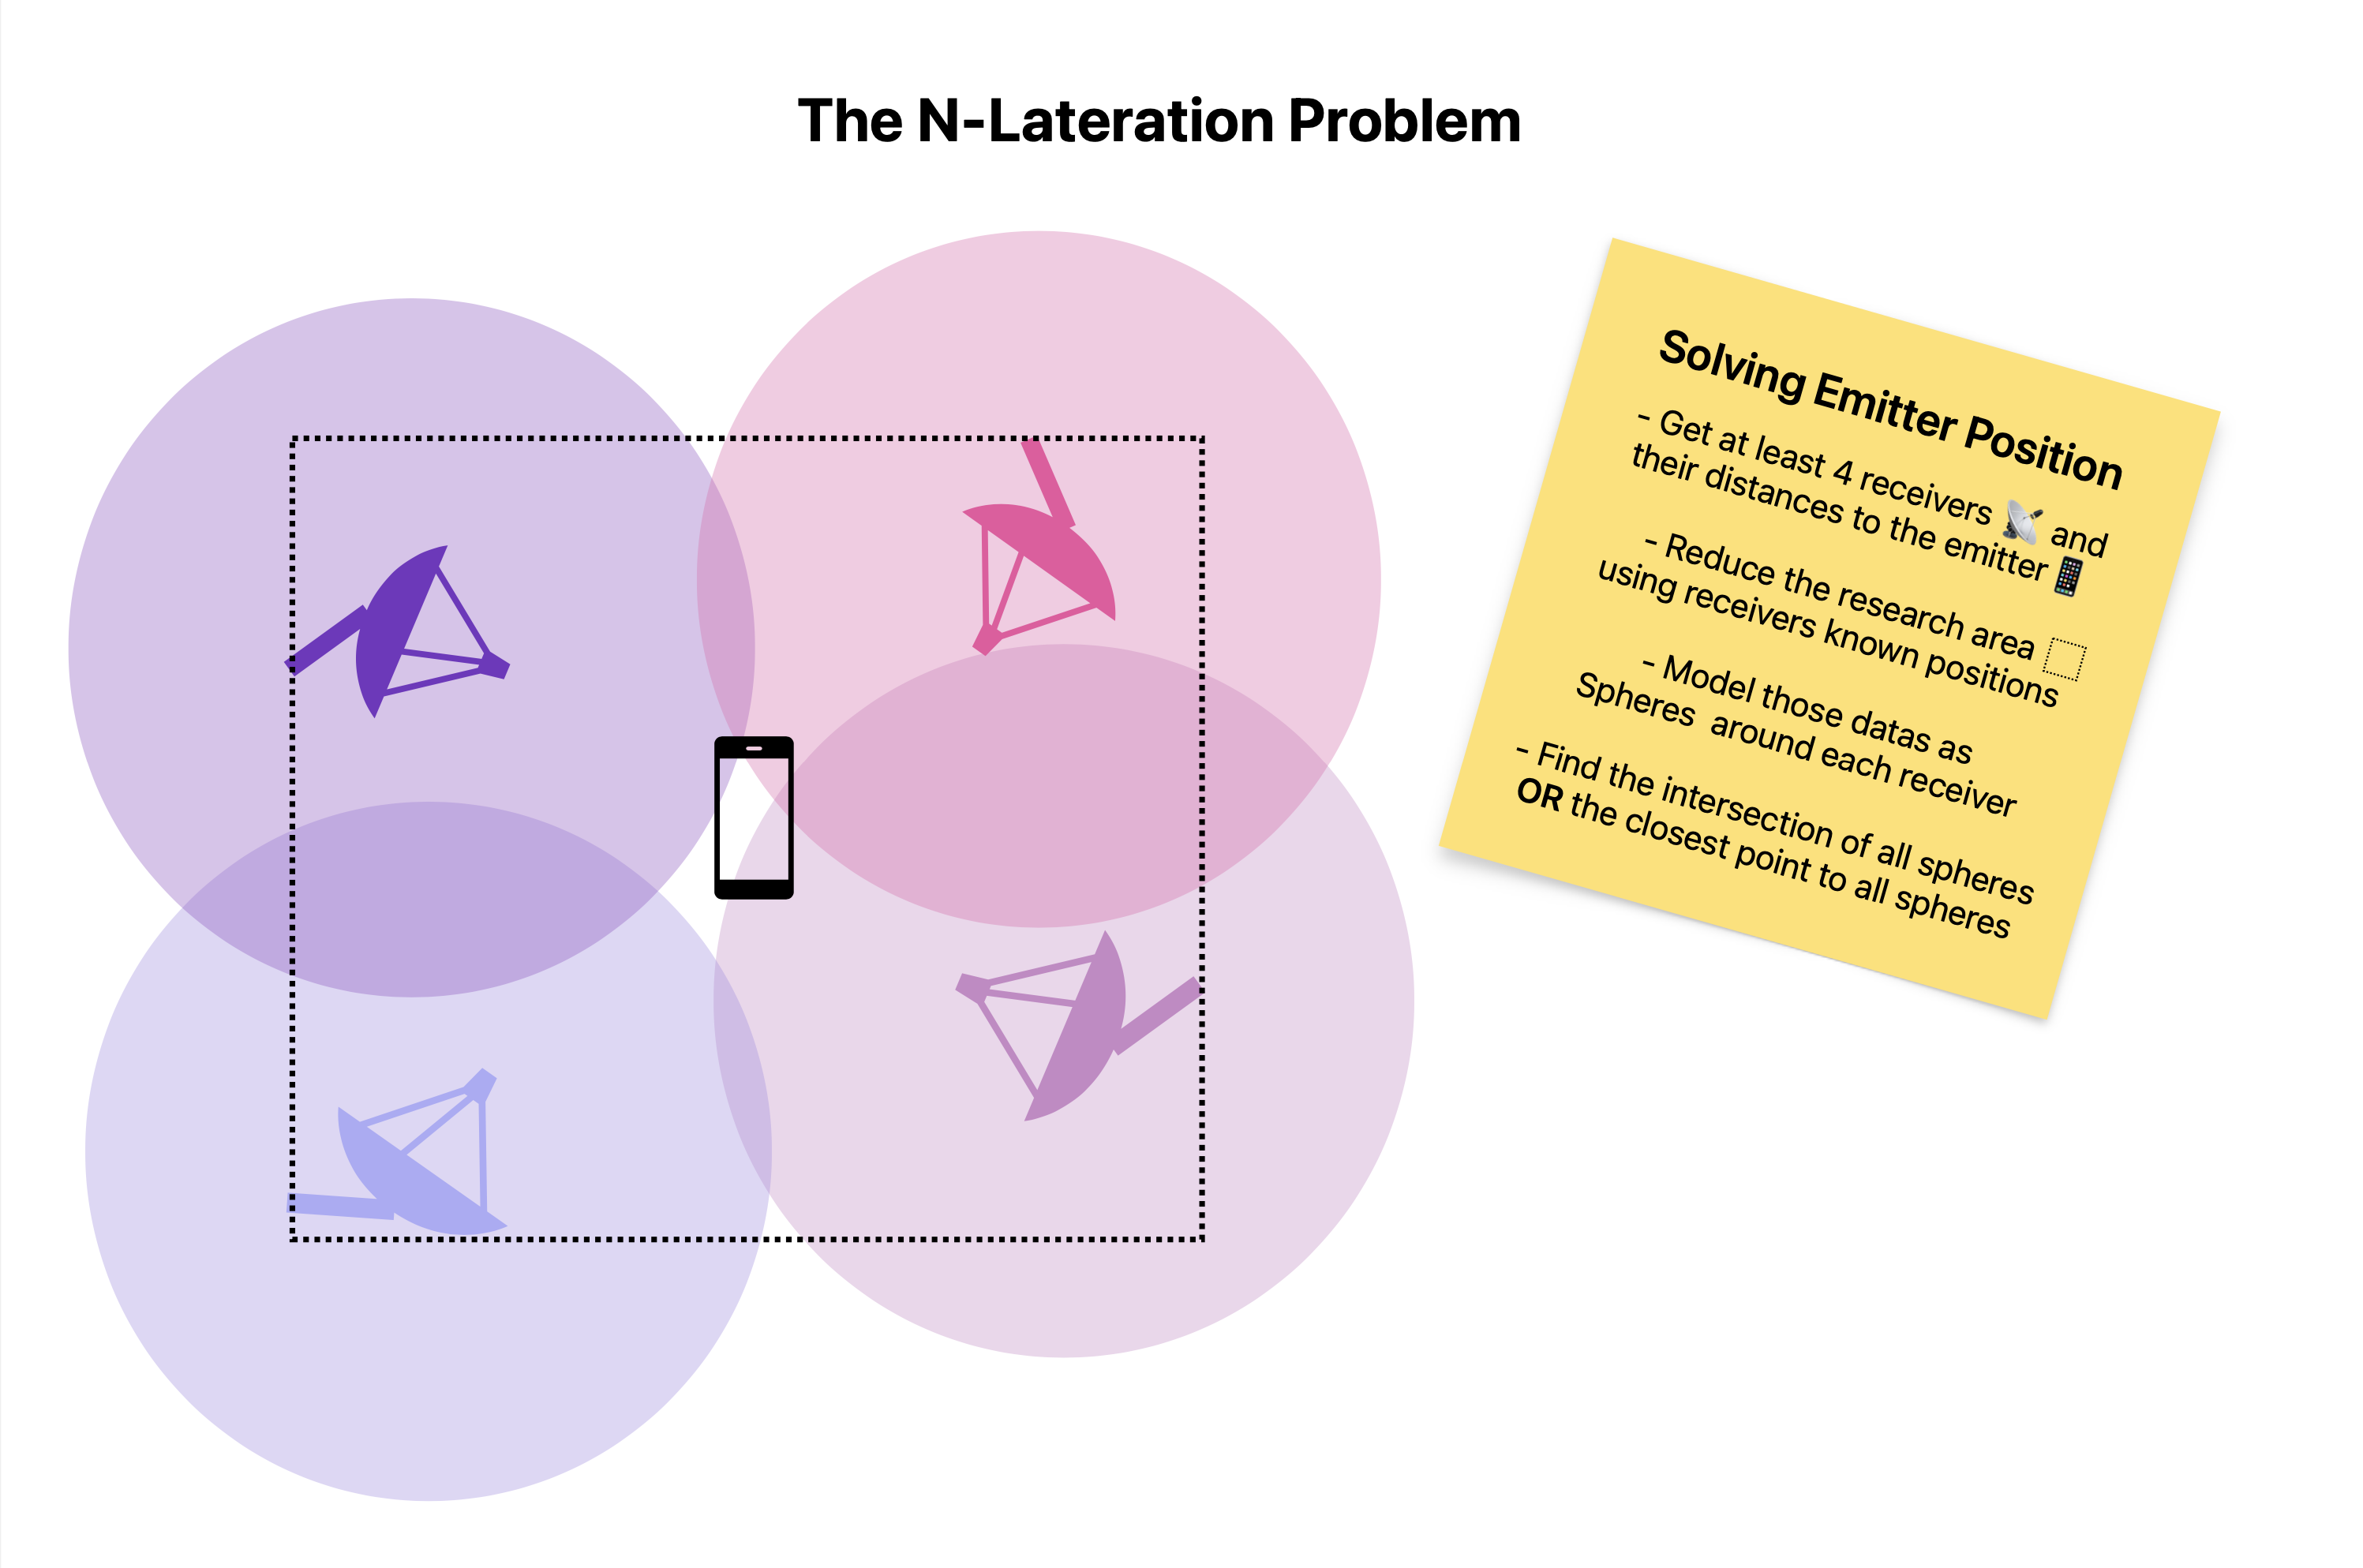 The N-Lateration Problem
Solving Emitter Position
- Get at least 4 receivers 📡 and
their distances to the emitter📱
- Reduce the research area
using receivers known positions
- Model those datas as
Spheres around each receiver
- Find the intersection of all spheres
OR the closest point to all spheres